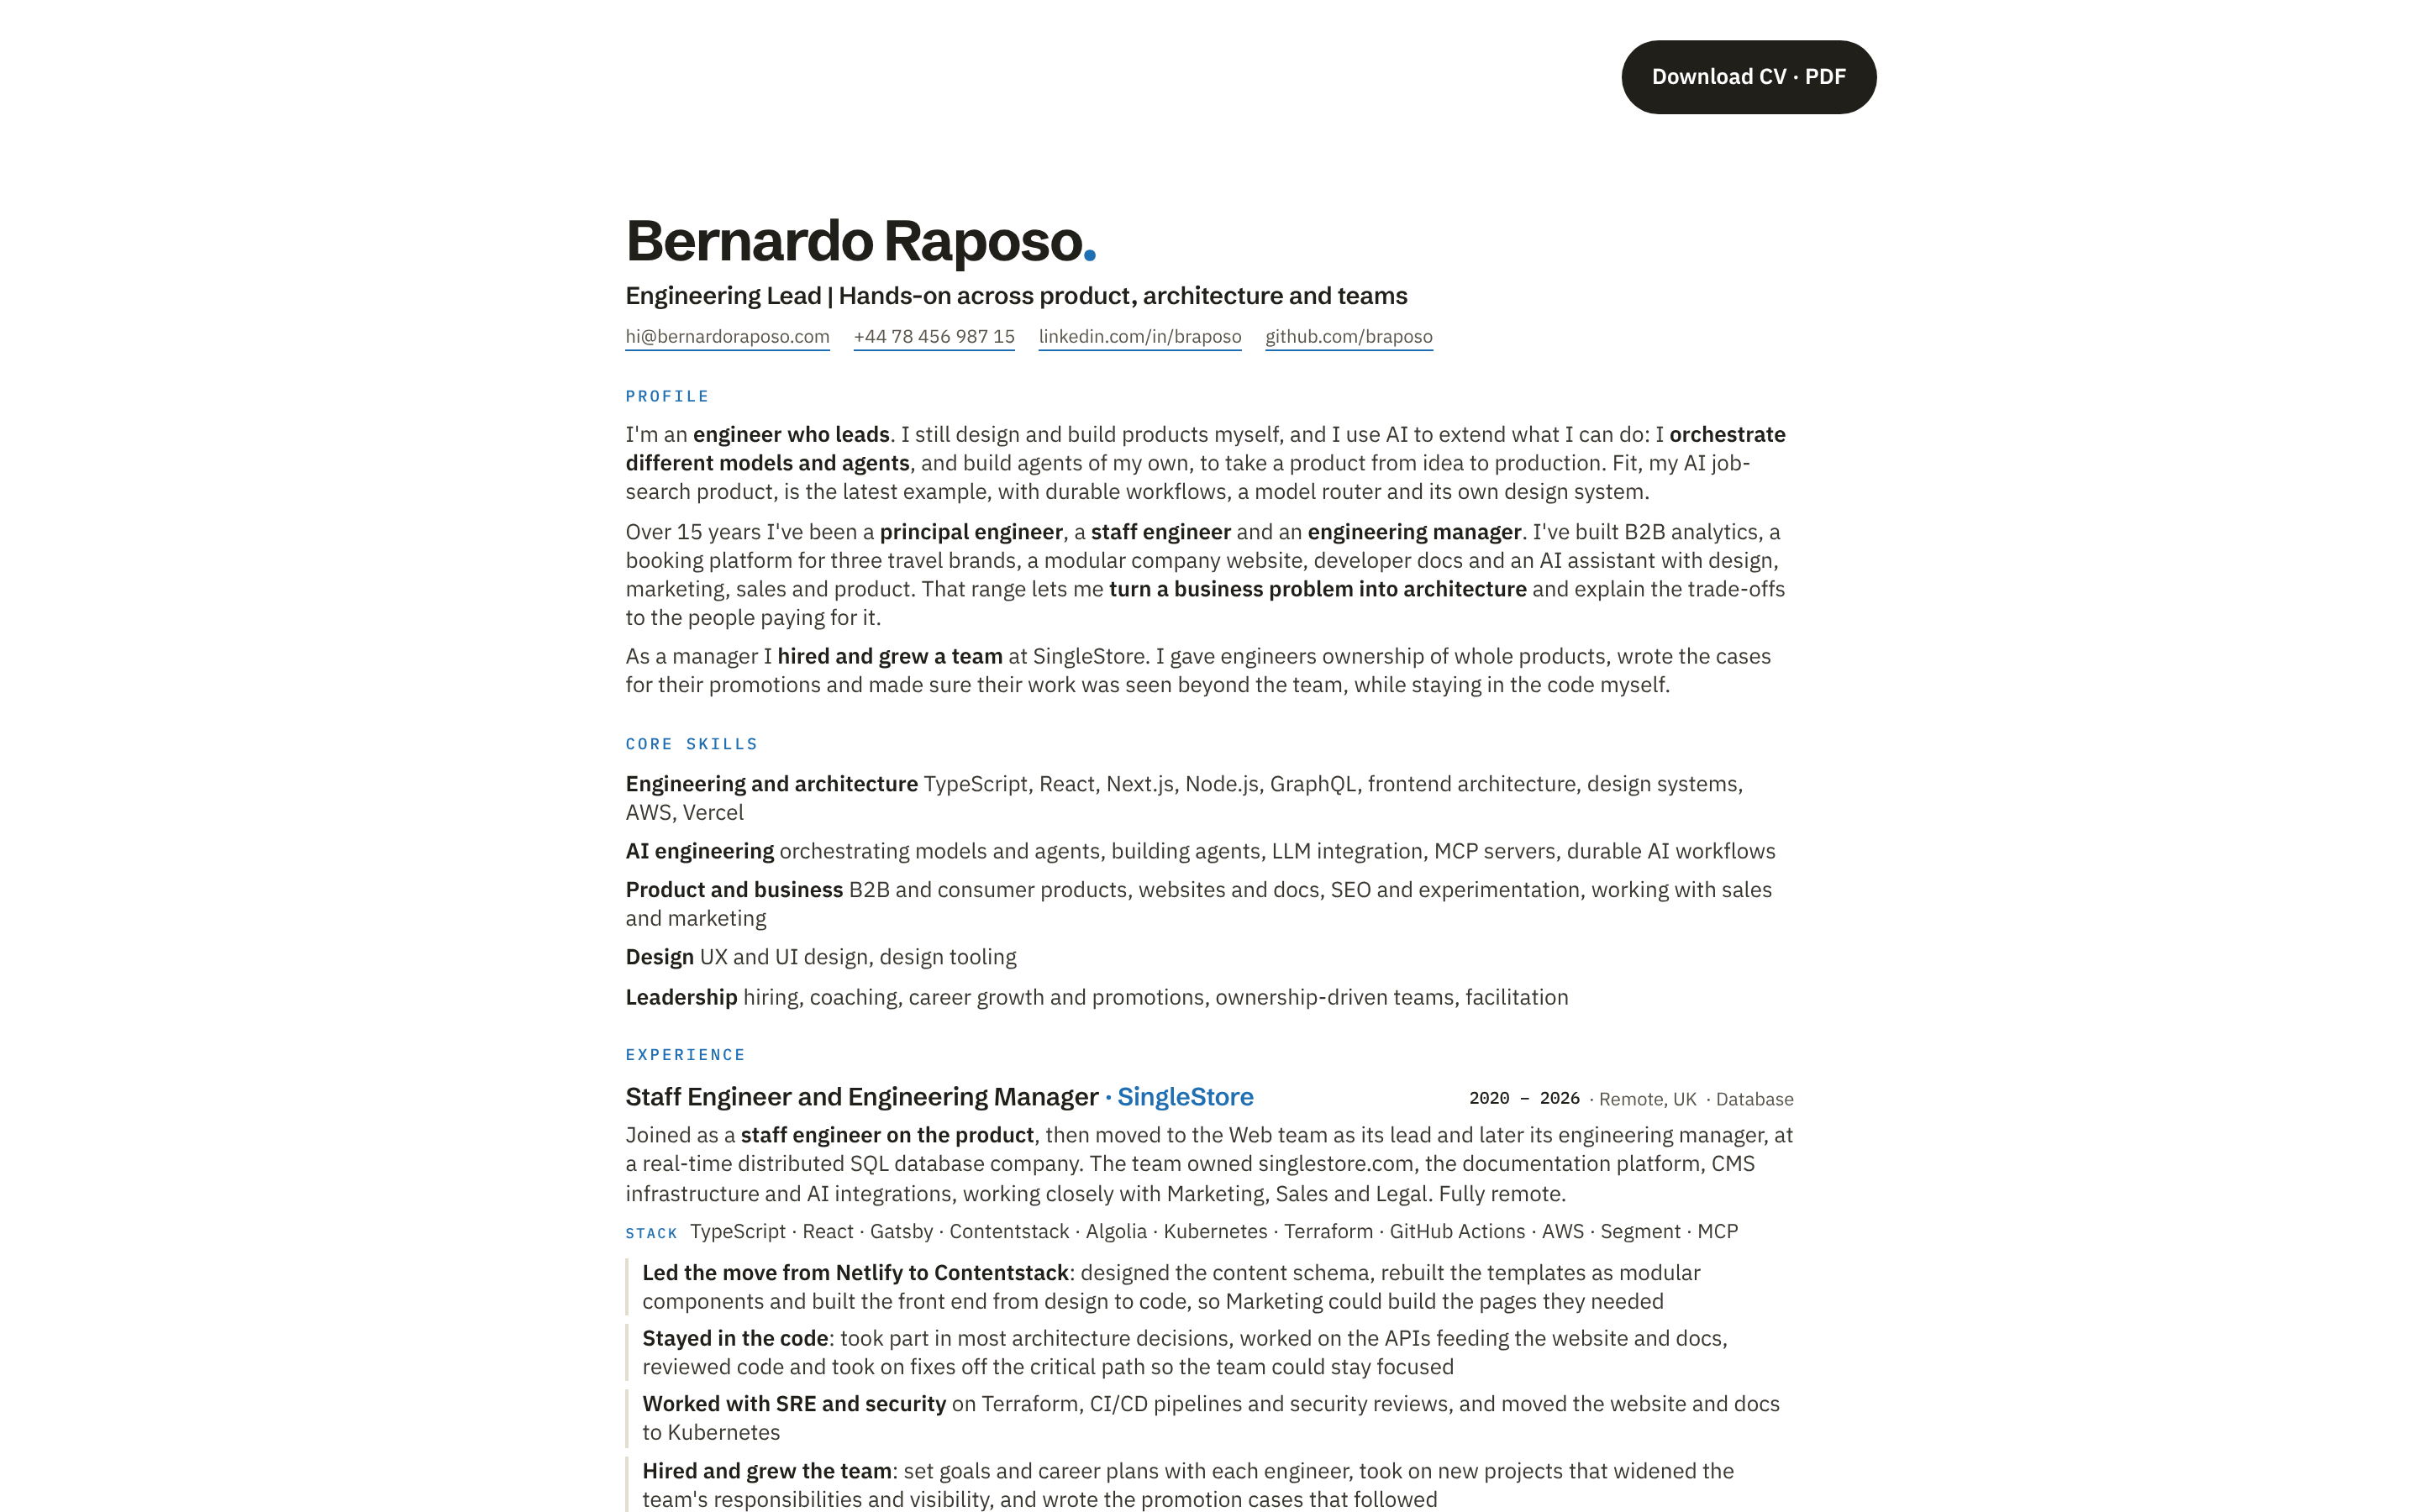 Download CV · PDF
Bernardo Raposo.
Engineering Lead | Hands-on across product, architecture and teams
hi@bernardoraposo.com +44 78 456 987 15 linkedin.com/in/braposo github.com/braposo
PROFILE
I'm an engineer who leads. I still design and build products myself, and I use AI to extend what I can do: I orchestrate
different models and agents, and build agents of my own, to take a product from idea to production. Fit, my AI job-
search product, is the latest example, with durable workflows, a model router and its own design system.
Over 15 years I've been a principal engineer, a staff engineer and an engineering manager. I've built B2B analytics, a
booking platform for three travel brands, a modular company website, developer docs and an AI assistant with design,
marketing, sales and product. That range lets me turn a business problem into architecture and explain the trade-offs
to the people paying for it.
As a manager I hired and grew a team at SingleStore. I gave engineers ownership of whole products, wrote the cases
for their promotions and made sure their work was seen beyond the team, while staying in the code myself.
CORE SKILLS
Engineering and architecture TypeScript, React, Next.js, Node.js, GraphQL, frontend architecture, design systems,
AWS, Vercel
AI engineering orchestrating models and agents, building agents, LLM integration, MCP servers, durable AI workflows
Product and business B2B and consumer products, websites and docs, SEO and experimentation, working with sales
and marketing
Design UX and UI design, design tooling
Leadership hiring, coaching, career growth and promotions, ownership-driven teams, facilitation
EXPERIENCE
Staff Engineer and Engineering Manager · SingleStore 2020 – 2026 · Remote, UK · Database
Joined as a staff engineer on the product, then moved to the Web team as its lead and later its engineering manager, at
a real-time distributed SQL database company. The team owned singlestore.com, the documentation platform, CMS
infrastructure and AI integrations, working closely with Marketing, Sales and Legal. Fully remote.
STACK TypeScript · React · Gatsby · Contentstack · Algolia · Kubernetes · Terraform · GitHub Actions · AWS · Segment · MCP
Led the move from Netlify to Contentstack: designed the content schema, rebuilt the templates as modular
components and built the front end from design to code, so Marketing could build the pages they needed
Stayed in the code: took part in most architecture decisions, worked on the APIs feeding the website and docs,
reviewed code and took on fixes off the critical path so the team could stay focused
Worked with SRE and security on Terraform, CI/CD pipelines and security reviews, and moved the website and docs
to Kubernetes
Hired and grew the team: set goals and career plans with each engineer, took on new projects that widened the
team's responsibilities and visibility, and wrote the promotion cases that followed